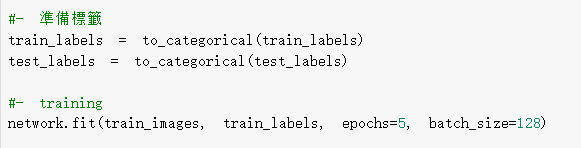 #-  準備標籤
train_labels  =  to_categorical(train_labels)
test_labels  =  to_categorical(test_labels)
#-  training
network.fit(train_images,  train_labels,  epochs=5,  batch_size=128)